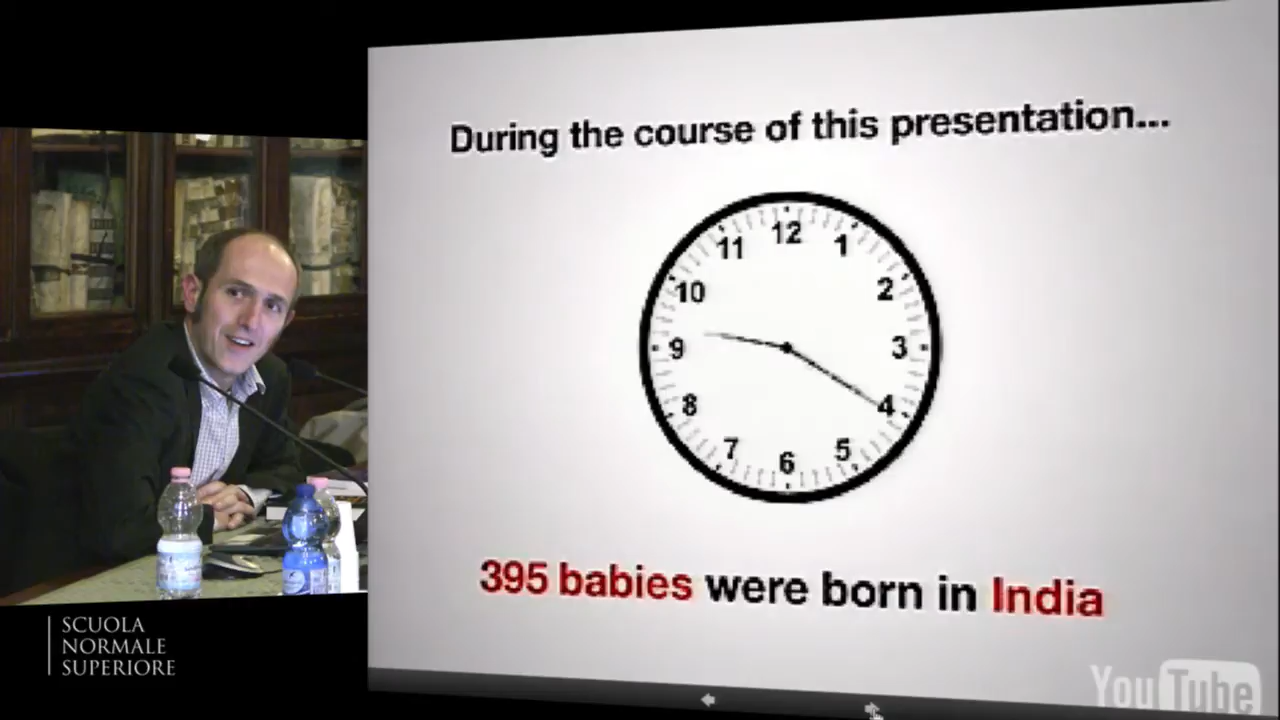 During the course of this presentation...
12
11
1
10
2
9
3
8
4
7
5
6
395 babies were born in India
SCUOLA
NORMALE
SUPERIORE
YouTube